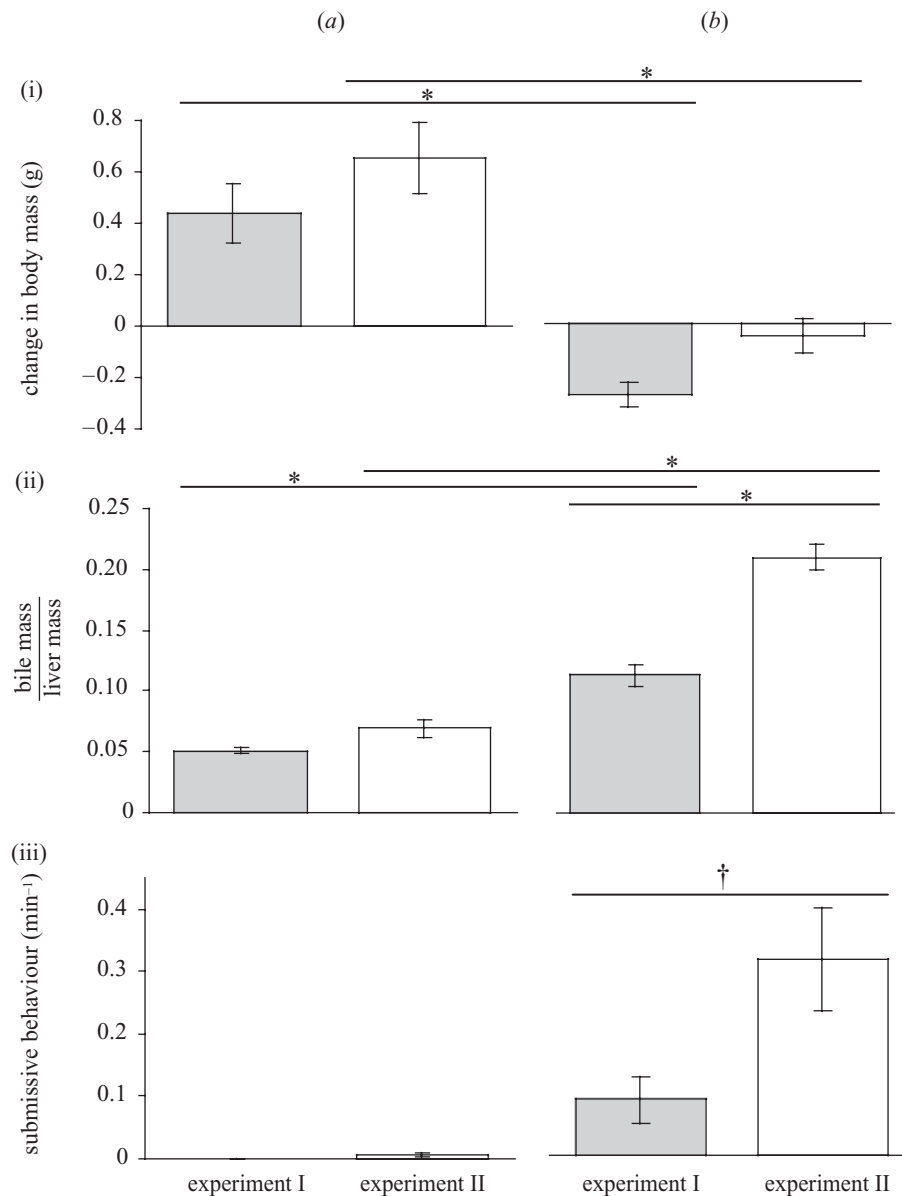 (a) (b)
(i)
* *
change in body mass (g)
0.8
0.6
0.4
0.2
0
−0.2
−0.4
(ii)
* * *
bile mass
liver mass
0.25
0.20
0.15
0.10
0.05
0
(iii)
†
submissive behaviour (min⁻¹)
0.4
0.3
0.2
0.1
0
experiment I experiment II experiment I experiment II